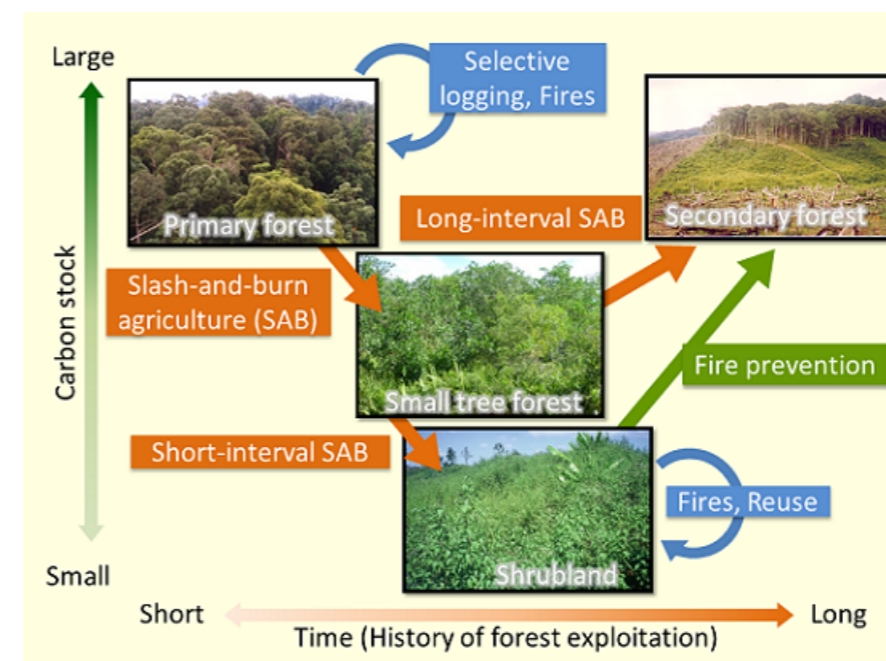 Large
Selective
logging, Fires
Primary forest
Long-interval SAB
Secondary forest
Slash-and-burn
agriculture (SAB)
Carbon stock
Small tree forest
Fire prevention
Short-interval SAB
Fires, Reuse
Shrubland
Small
Short
Long
Time (History of forest exploitation)